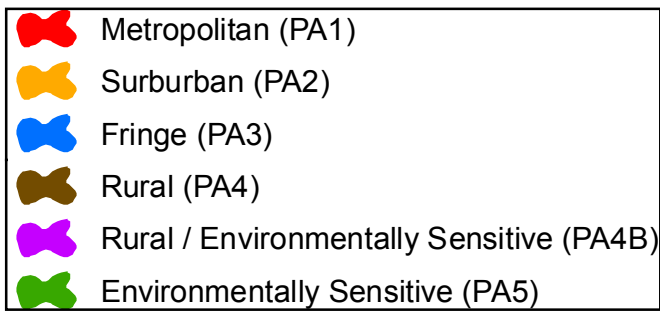 Metropolitan (PA1)
Surburban (PA2)
Fringe (PA3)
Rural (PA4)
Rural / Environmentally Sensitive (PA4B)
Environmentally Sensitive (PA5)